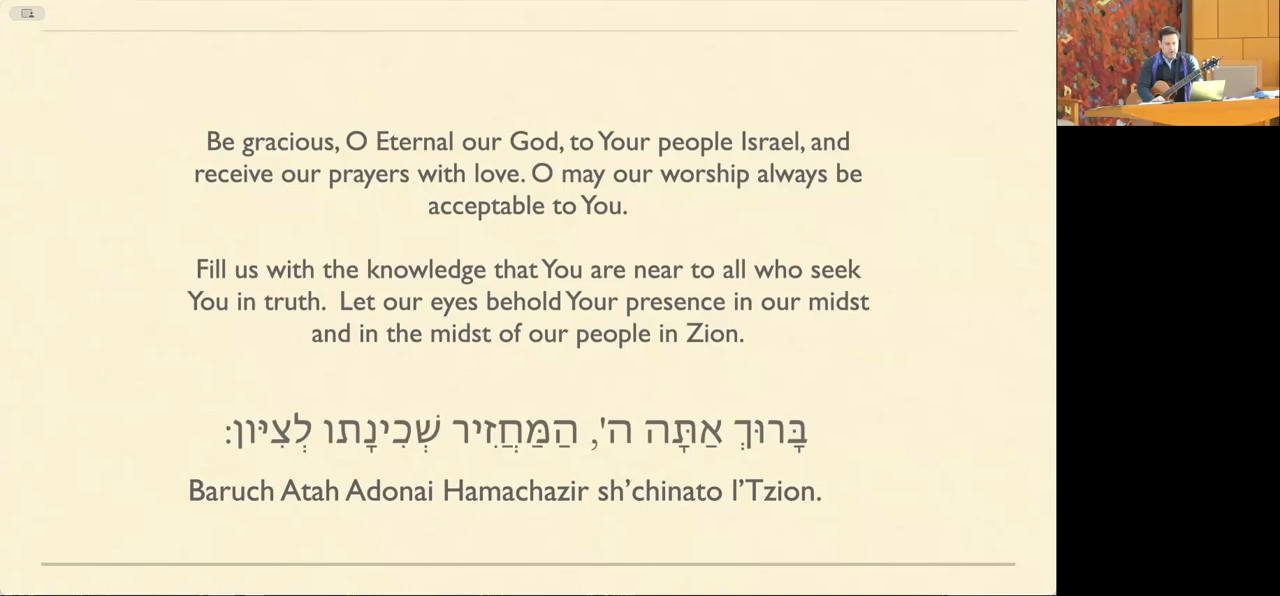 Be gracious, O Eternal our God, to Your people Israel, and
receive our prayers with love. O may our worship always be
acceptable to You.
Fill us with the knowledge that You are near to all who seek
You in truth.  Let our eyes behold Your presence in our midst
and in the midst of our people in Zion.
בָּרוּךְ אַתָּה ה', הַמַּחֲזִיר שְׁכִינָתוֹ לְצִיּוֹן:
Baruch Atah Adonai Hamachazir sh’chinato l’Tzion.